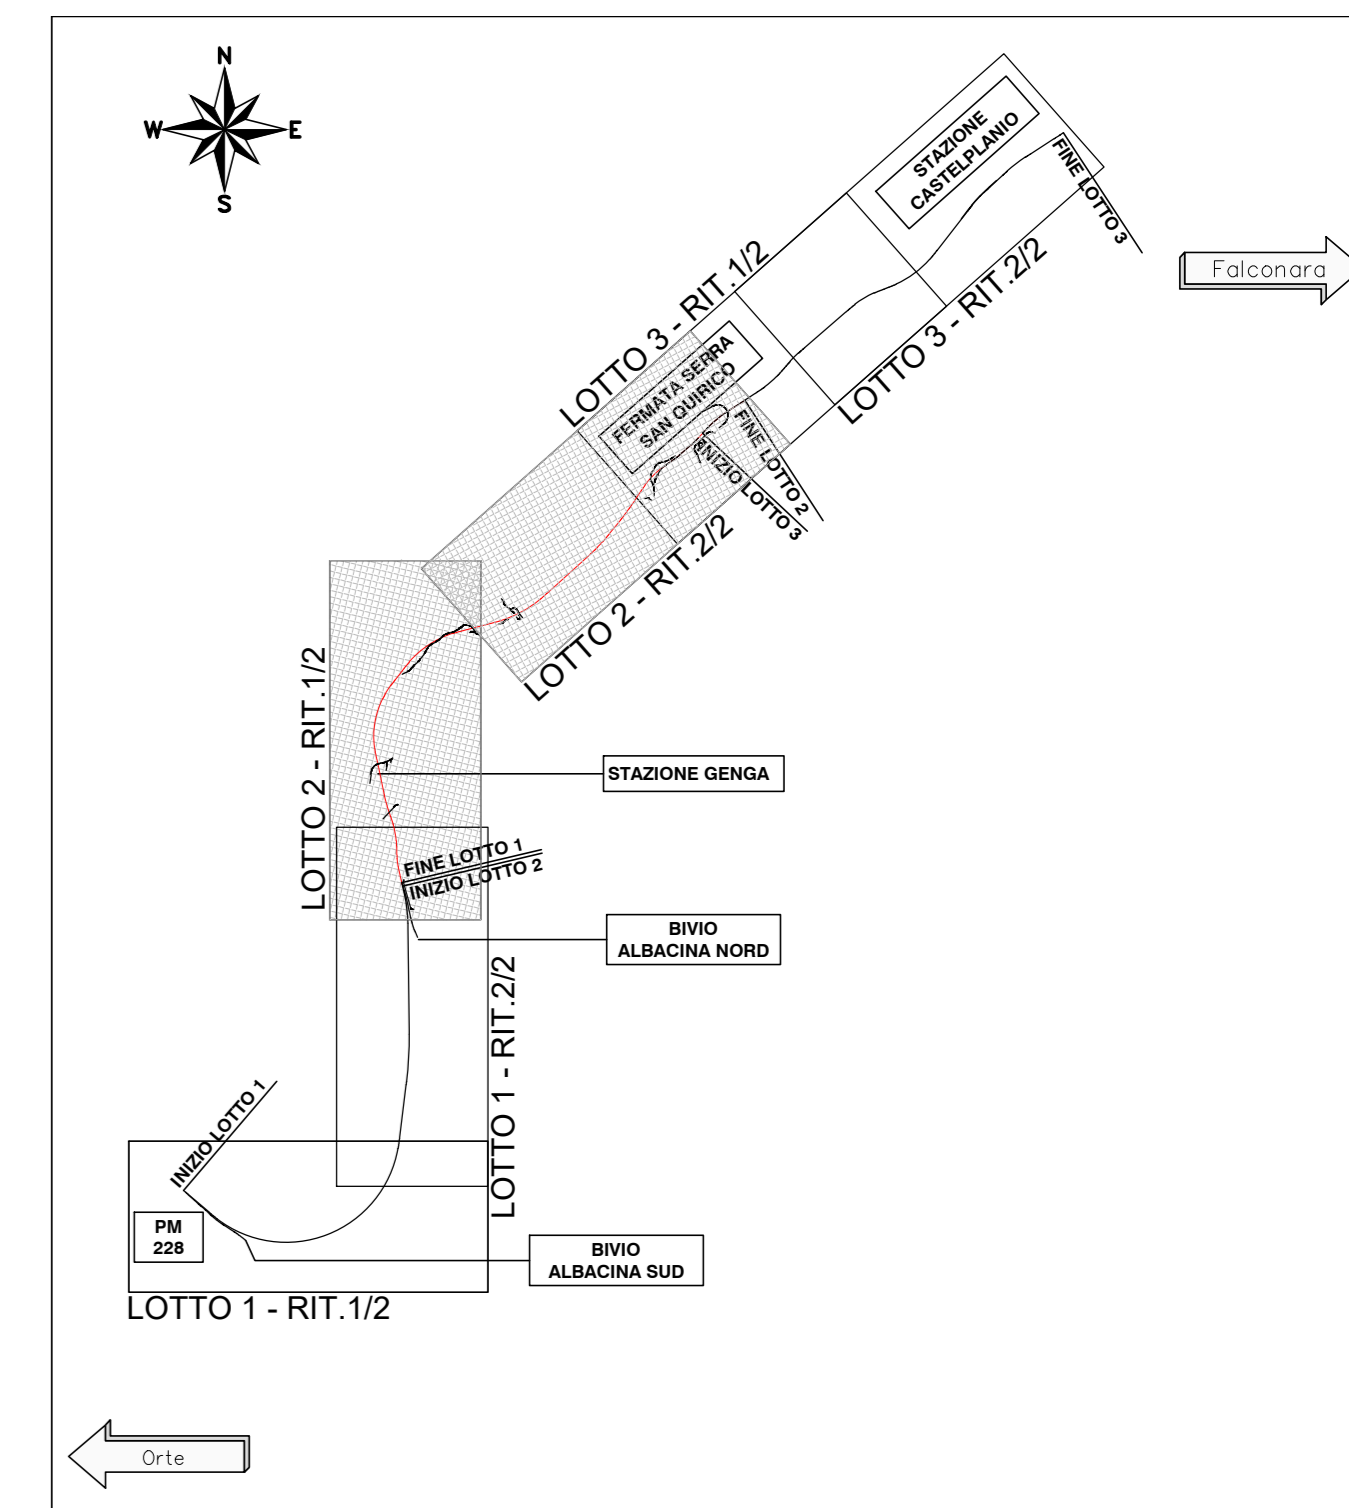 N
W
E
S
STAZIONE
CASTELPLANIO
FINE LOTTO 3
Falconara
LOTTO 3 - RIT.1/2
LOTTO 3 - RIT.2/2
FERMATA SERRA
SAN QUIRICO
FINE LOTTO 2
INIZIO LOTTO 3
LOTTO 2 - RIT.2/2
LOTTO 2 - RIT.1/2
STAZIONE GENGA
FINE LOTTO 1
INIZIO LOTTO 2
BIVIO
ALBACINA NORD
LOTTO 1 - RIT.2/2
INIZIO LOTTO 1
PM
228
BIVIO
ALBACINA SUD
LOTTO 1 - RIT.1/2
Orte